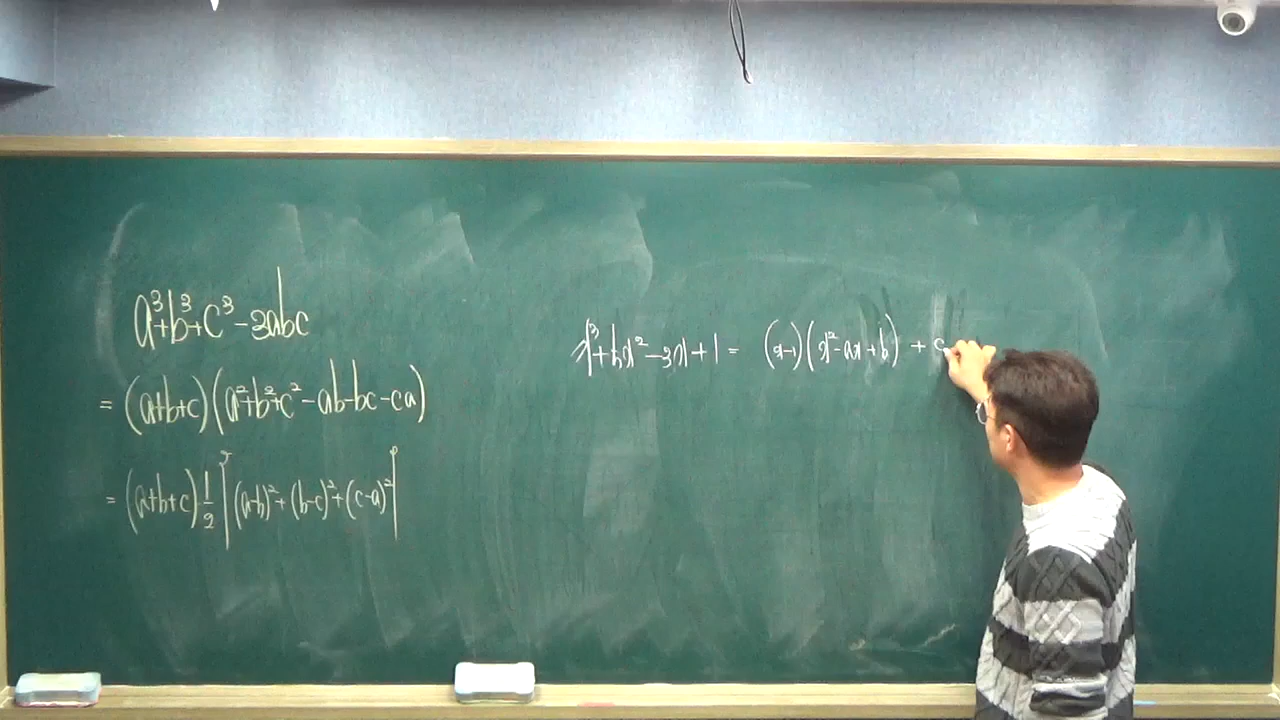 a³+b³+c³-3abc
= (a+b+c)(a²+b²+c²-ab-bc-ca)
= (a+b+c)·1/2[(a-b)²+(b-c)²+(c-a)²]
x³+bx²-3x+1 = (x-1)(x²-ax+b) + c